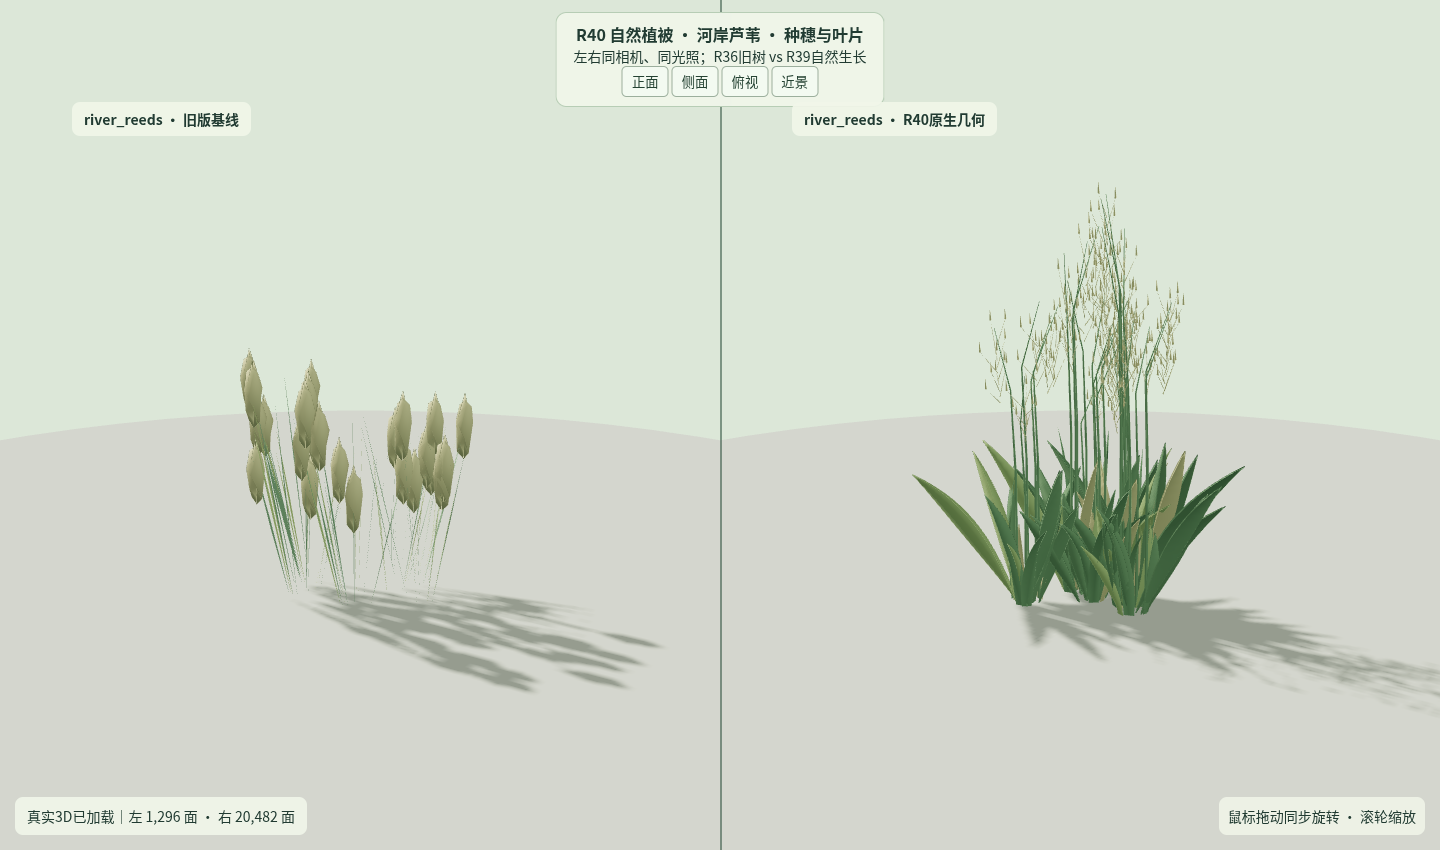 R40 自然植被 · 河岸芦苇 · 种穗与叶片
左右同相机、同光照；R36旧树 vs R39自然生长
正面 侧面 俯视 近景
river_reeds · 旧版基线
river_reeds · R40原生几何
真实3D已加载｜左 1,296 面 · 右 20,482 面
鼠标拖动同步旋转 · 滚轮缩放